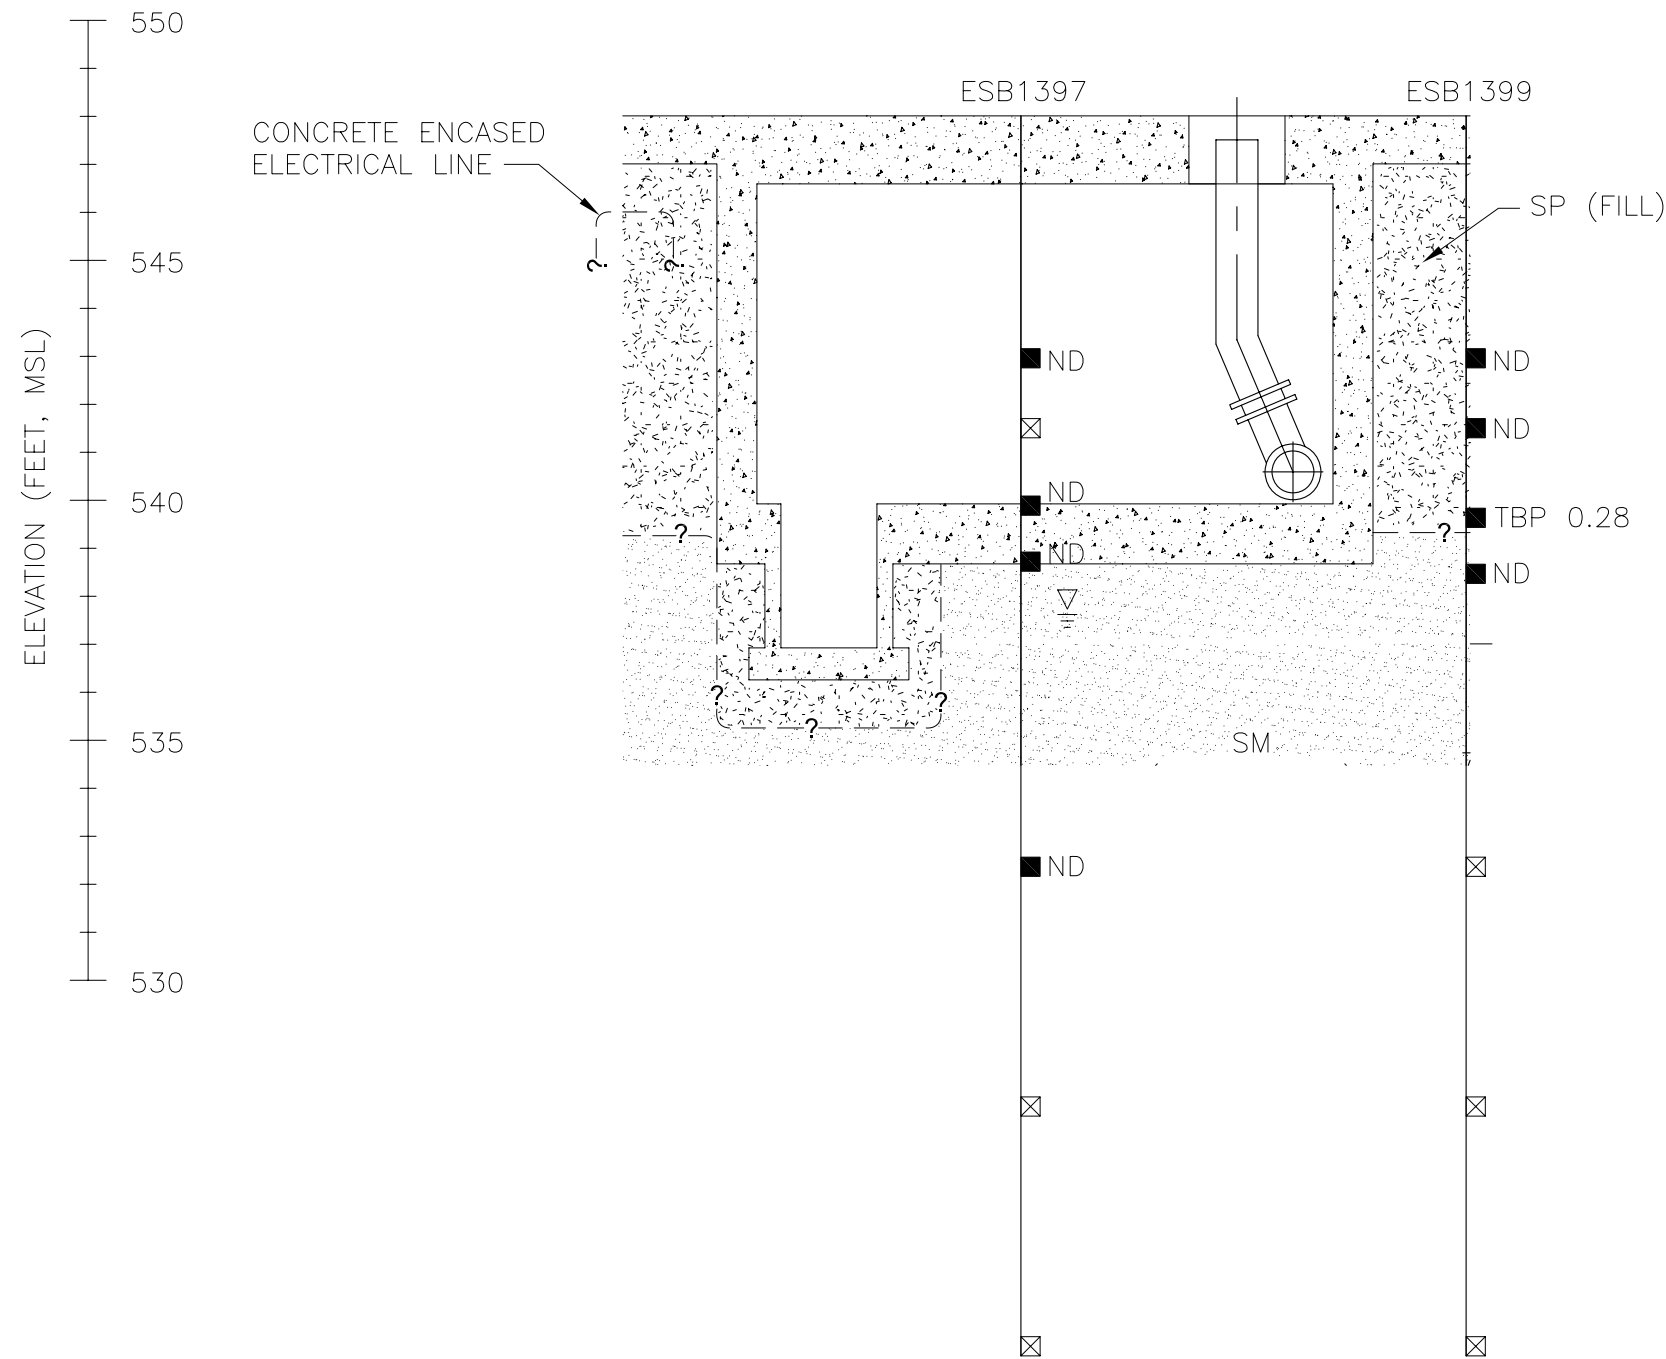 550
ESB1397
ESB1399
CONCRETE ENCASED
ELECTRICAL LINE
SP (FILL)
545
?
?
ELEVATION (FEET, MSL)
ND
ND
ND
540
ND
TBP 0.28
?
?
ND
ND
?
?
?
535
SM
ND
530